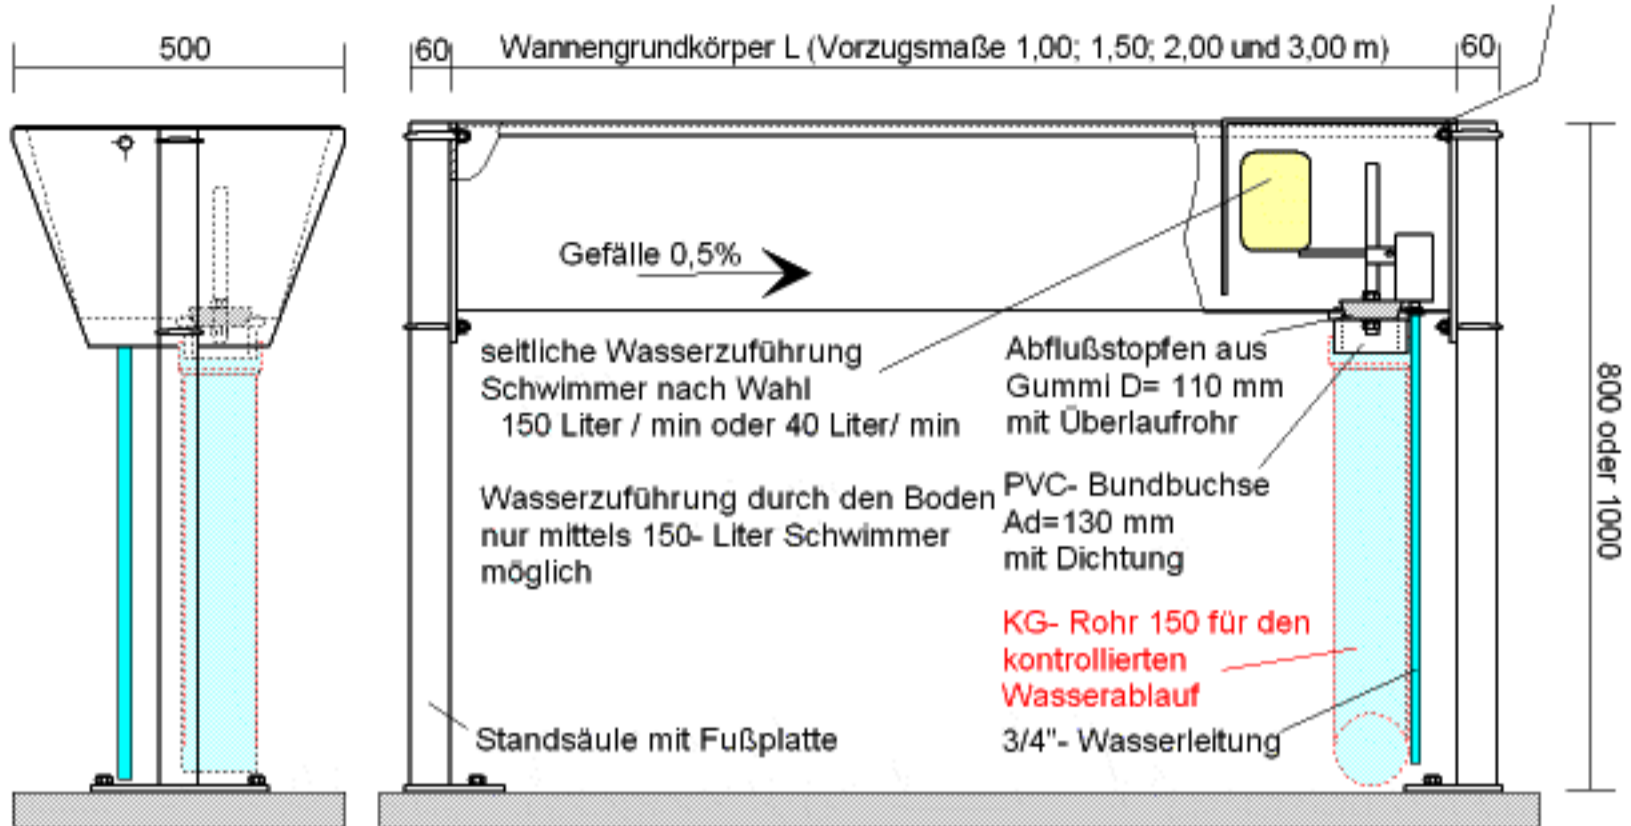 500
60
Wannengrundkörper L (Vorzugsmaße 1,00; 1,50; 2,00 und 3,00 m)
60
Gefälle 0,5%
seitliche Wasserzuführung
Schwimmer nach Wahl
150 Liter / min oder 40 Liter/ min
Wasserzuführung durch den Boden
nur mittels 150- Liter Schwimmer
möglich
Abflußstopfen aus
Gummi D= 110 mm
mit Überlaufrohr
PVC- Bundbuchse
Ad=130 mm
mit Dichtung
KG- Rohr 150 für den
kontrollierten
Wasserablauf
3/4"- Wasserleitung
Standsäule mit Fußplatte
800 oder 1000